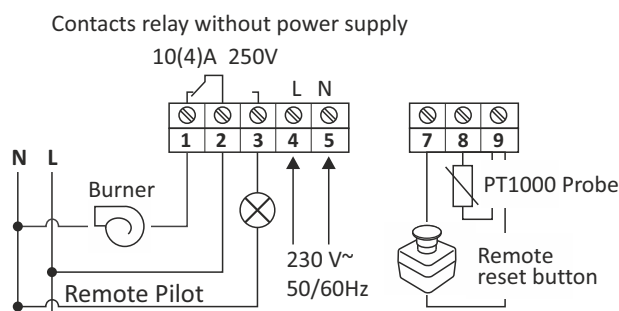 Contacts relay without power supply
10(4)A 250V
L N
1 2 3 4 5
7 8 9
N L
Burner
PT1000 Probe
230 V~
50/60Hz
Remote
reset button
Remote Pilot